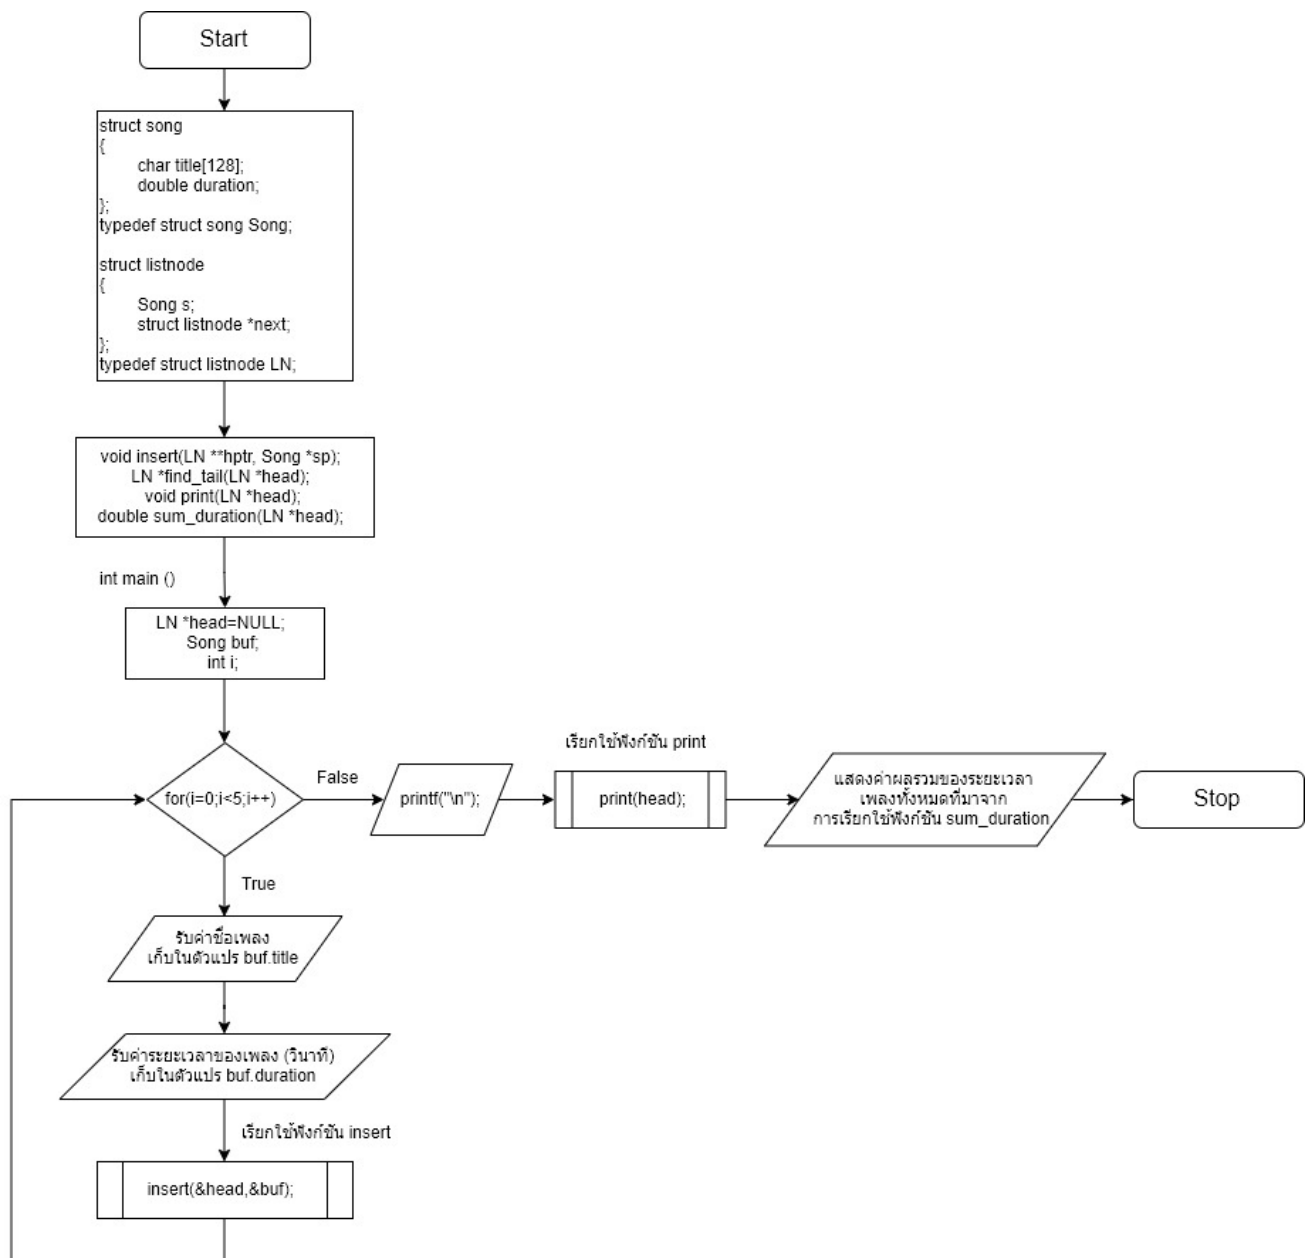 Start
struct song
{
char title[128];
double duration;
};
typedef struct song Song;
struct listnode
{
Song s;
struct listnode *next;
};
typedef struct listnode LN;
void insert(LN **hptr, Song *sp);
LN *find_tail(LN *head);
void print(LN *head);
double sum_duration(LN *head);
int main ()
LN *head=NULL;
Song buf;
int i;
for(i=0;i<5;i++)
False
printf("\n");
เรียกใช้ฟังก์ชัน print
print(head);
แสดงค่าผลรวมของระยะเวลา
เพลงทั้งหมดที่มาจาก
การเรียกใช้ฟังก์ชัน sum_duration
Stop
True
รับค่าชื่อเพลง
เก็บในตัวแปร buf.title
รับค่าระยะเวลาของเพลง (วินาที)
เก็บในตัวแปร buf.duration
เรียกใช้ฟังก์ชัน insert
insert(&head,&buf);